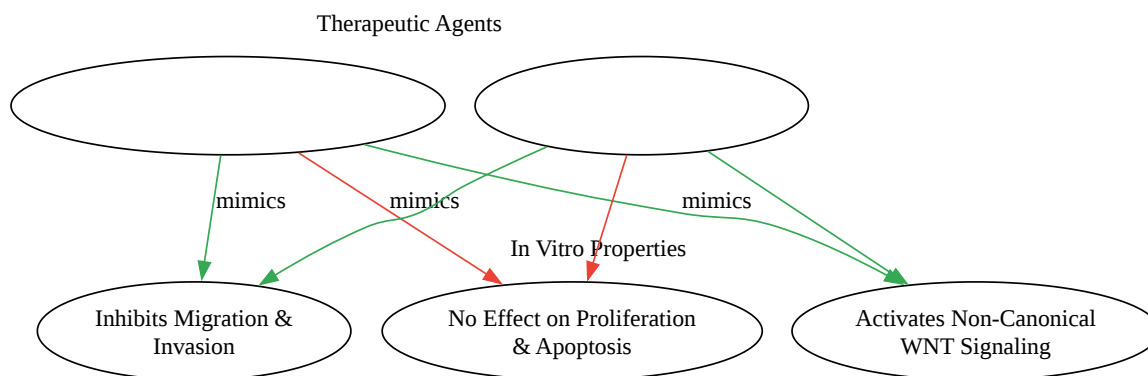 Therapeutic Agents
mimics
mimics
mimics
In Vitro Properties
Inhibits Migration &
Invasion
No Effect on Proliferation
& Apoptosis
Activates Non-Canonical
WNT Signaling